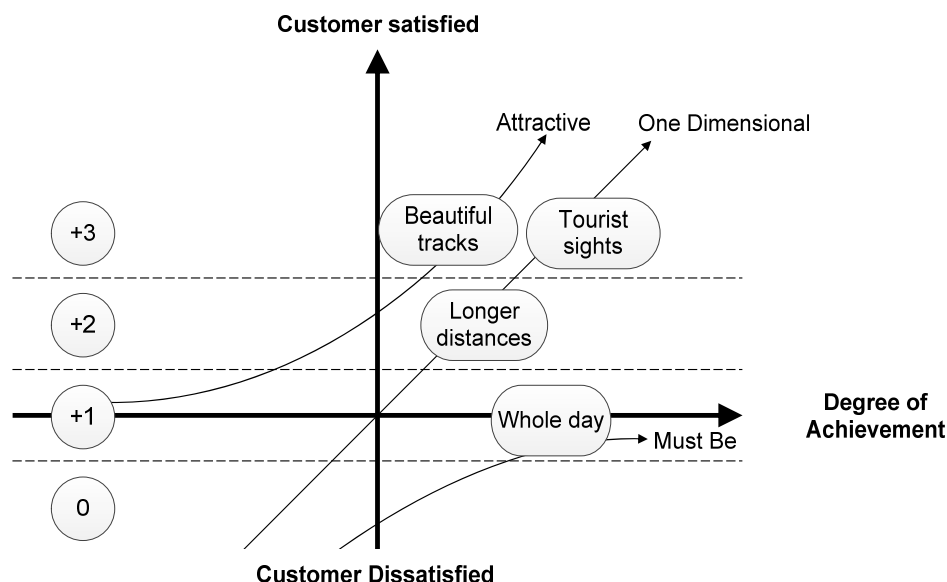 Customer satisfied
Attractive
One Dimensional
+3
Beautiful
tracks
Tourist
sights
+2
Longer
distances
+1
Whole day
Degree of
Achievement
Must Be
0
Customer Dissatisfied